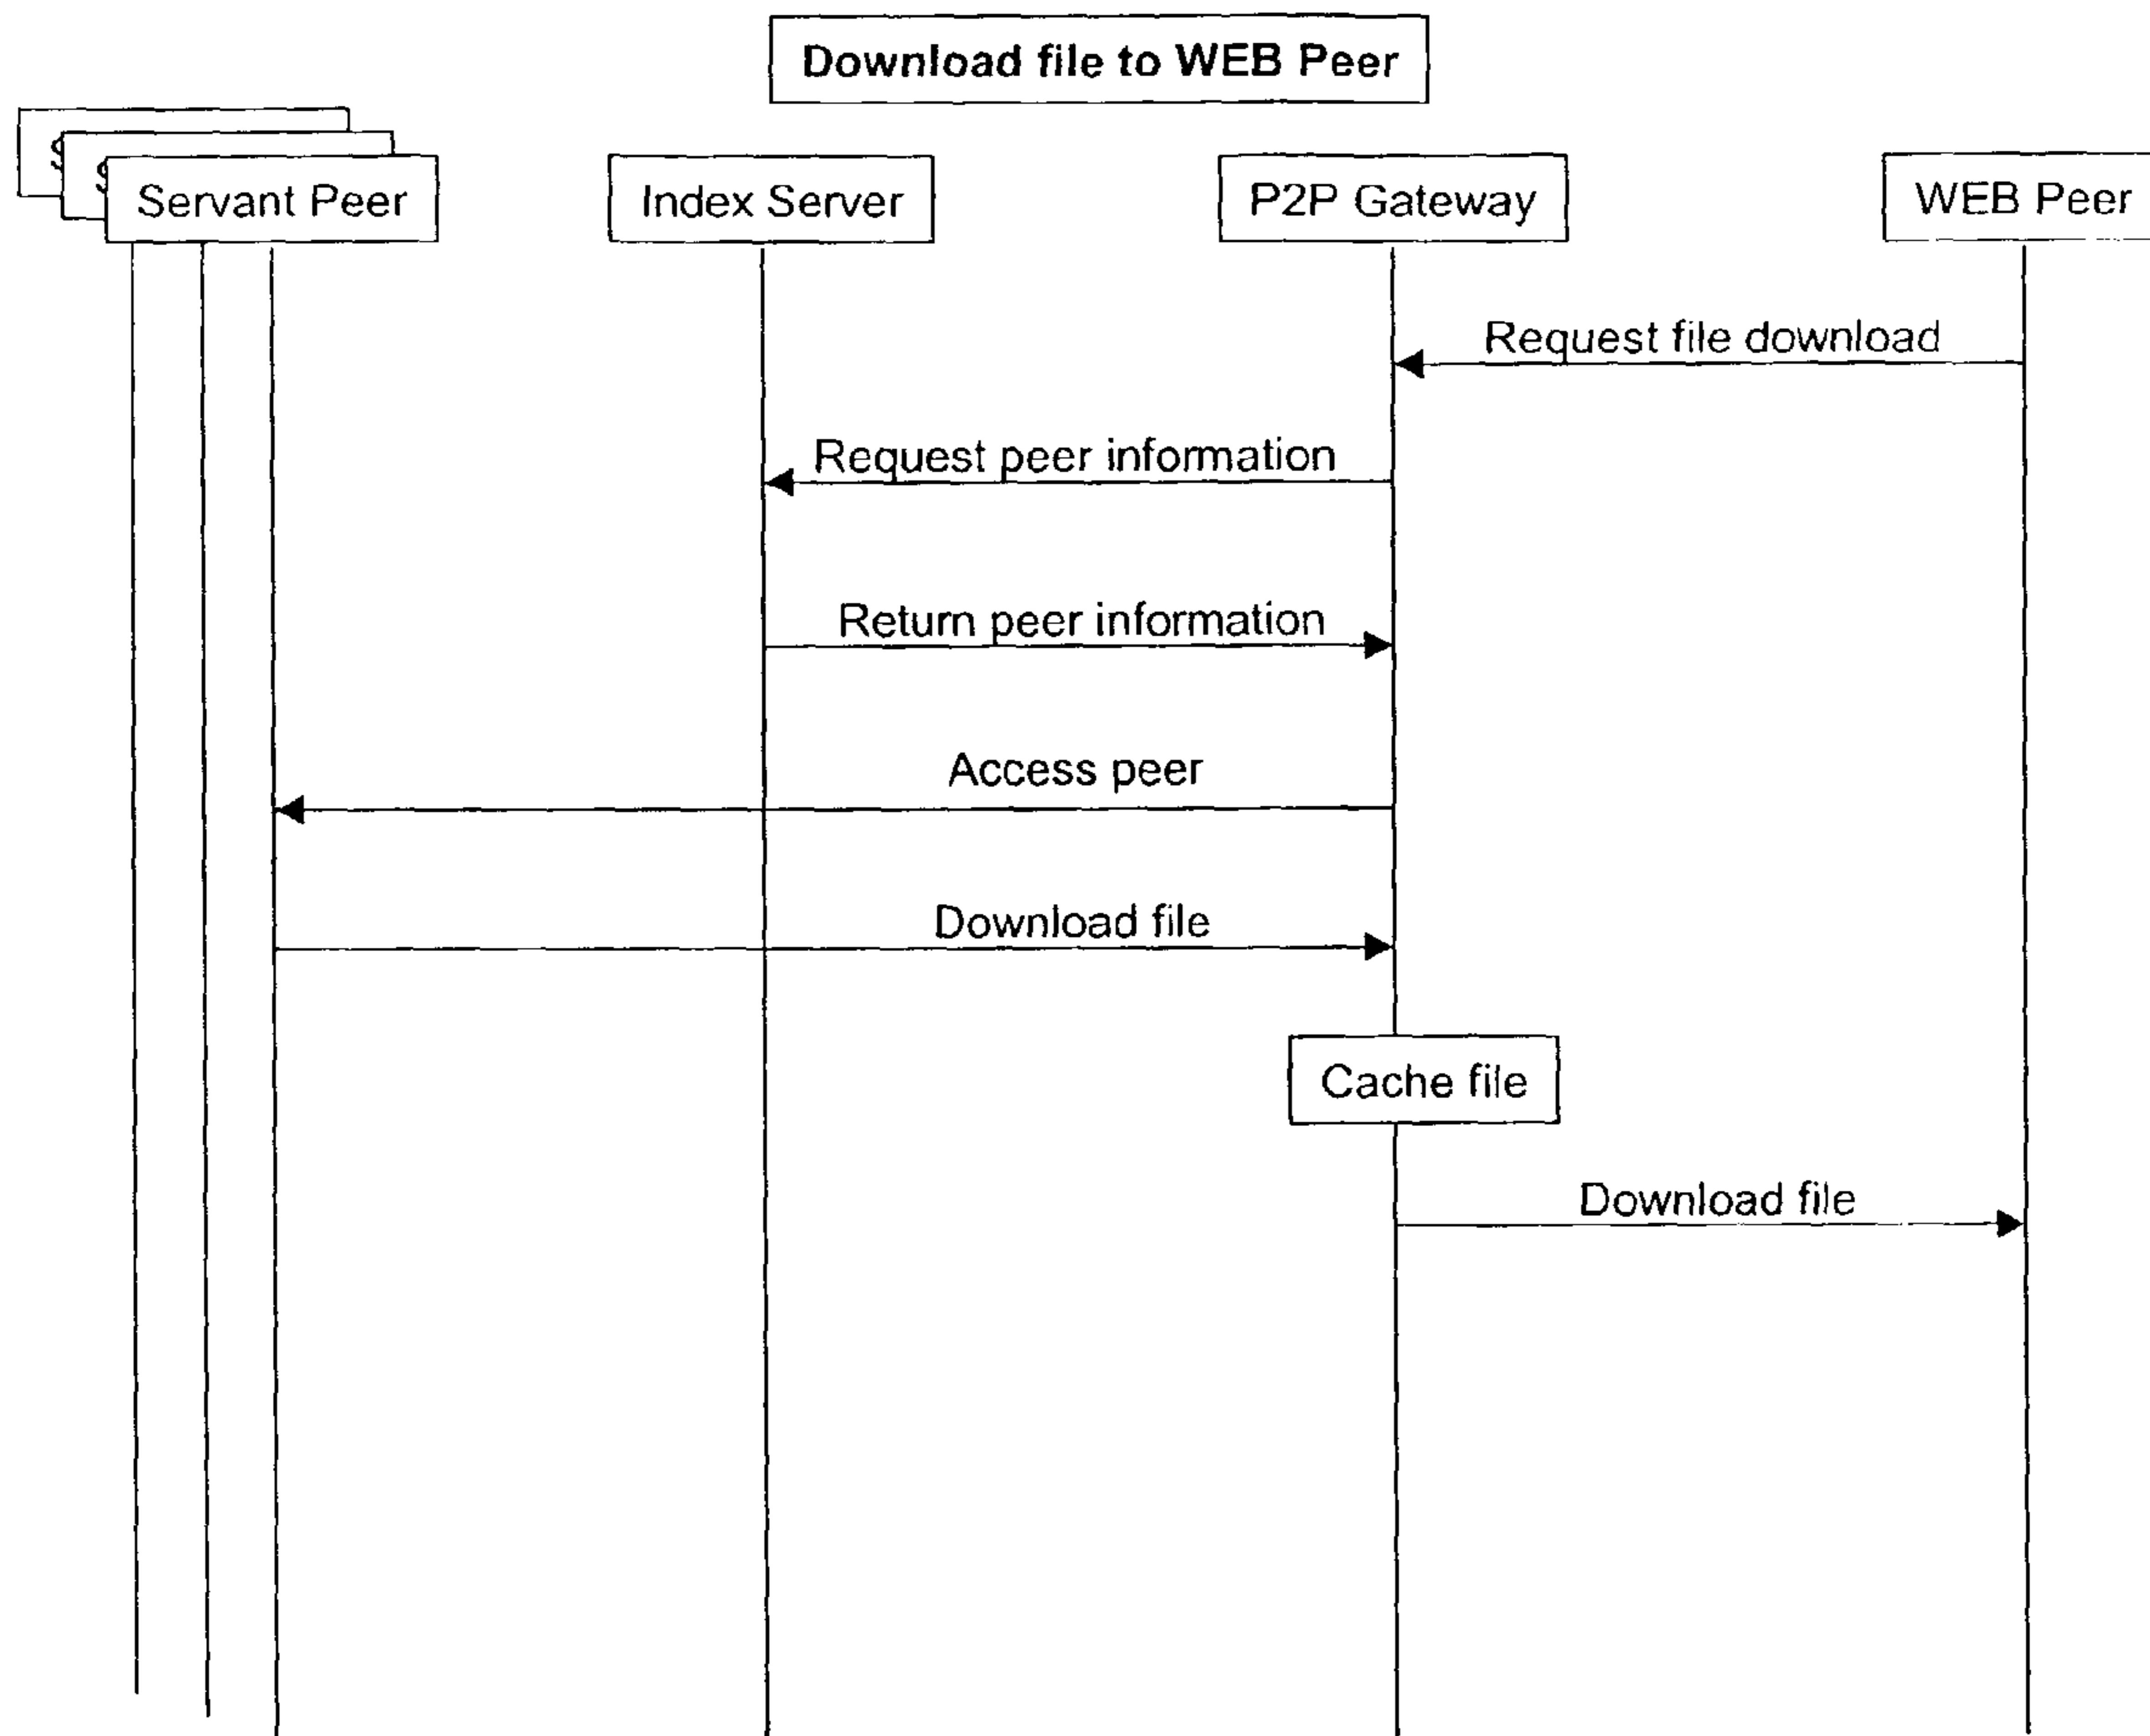 Download file to WEB Peer
S
S
Servant Peer
Index Server
P2P Gateway
WEB Peer
Request file download
Request peer information
Return peer information
Access peer
Download file
Cache file
Download file